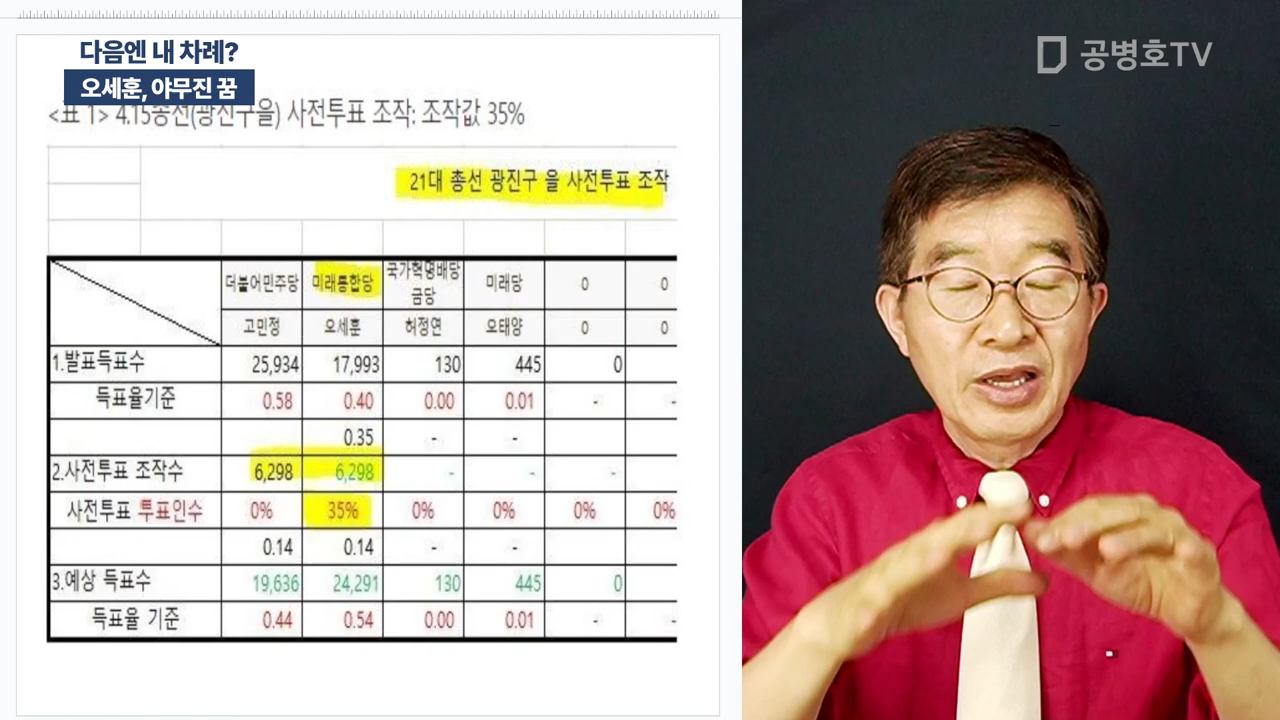 다음엔 내 차례?
오세훈, 야무진 꿈
공병호TV
<표 1> 4.15총선(광진구을) 사전투표 조작: 조작값 35%
21대 총선 광진구 을 사전투표 조작
더불어민주당 미래통합당 국가혁명배당금당 미래당 0 0
고민정 오세훈 허정연 오태양 0 0
1.발표득표수 25,934 17,993 130 445 0
득표율기준 0.58 0.40 0.00 0.01 - -
0.35 - -
2.사전투표 조작수 6,298 6,298 - - - -
사전투표 투표인수 0% 35% 0% 0% 0% 0%
0.14 0.14 - -
3.예상 득표수 19,636 24,291 130 445 0
득표율 기준 0.44 0.54 0.00 0.01 - -